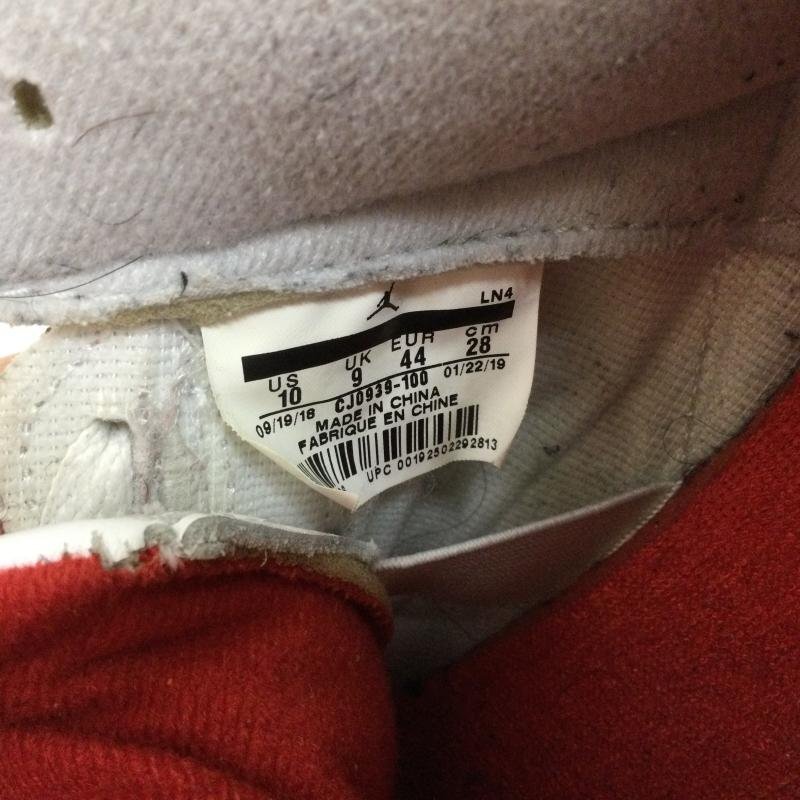 LN4
US UK EUR cm
10 9 44 28
09/19/18 CJ0939-100 01/22/19
MADE IN CHINA
FABRIQUE EN CHINE
UPC 00192502292813